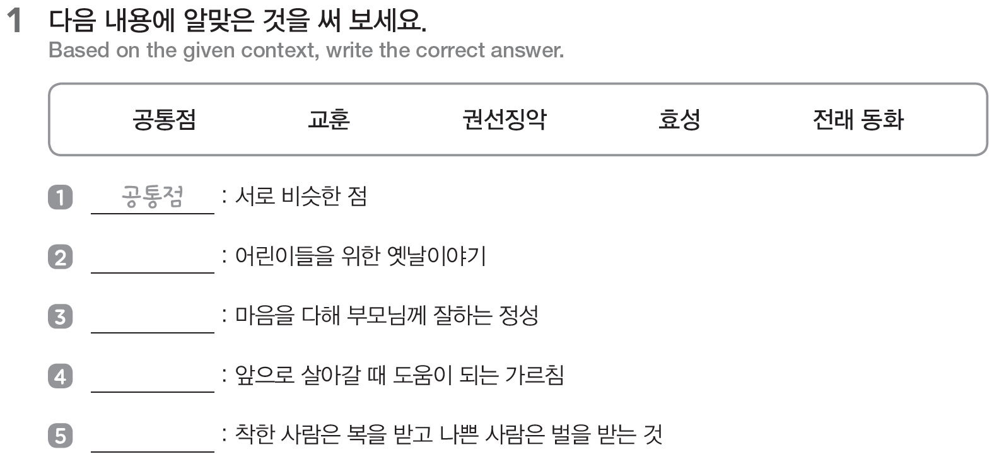 1 다음 내용에 알맞은 것을 써 보세요.
Based on the given context, write the correct answer.
공통점 교훈 권선징악 효성 전래 동화
1 공통점 : 서로 비슷한 점
2 : 어린이들을 위한 옛날이야기
3 : 마음을 다해 부모님께 잘하는 정성
4 : 앞으로 살아갈 때 도움이 되는 가르침
5 : 착한 사람은 복을 받고 나쁜 사람은 벌을 받는 것